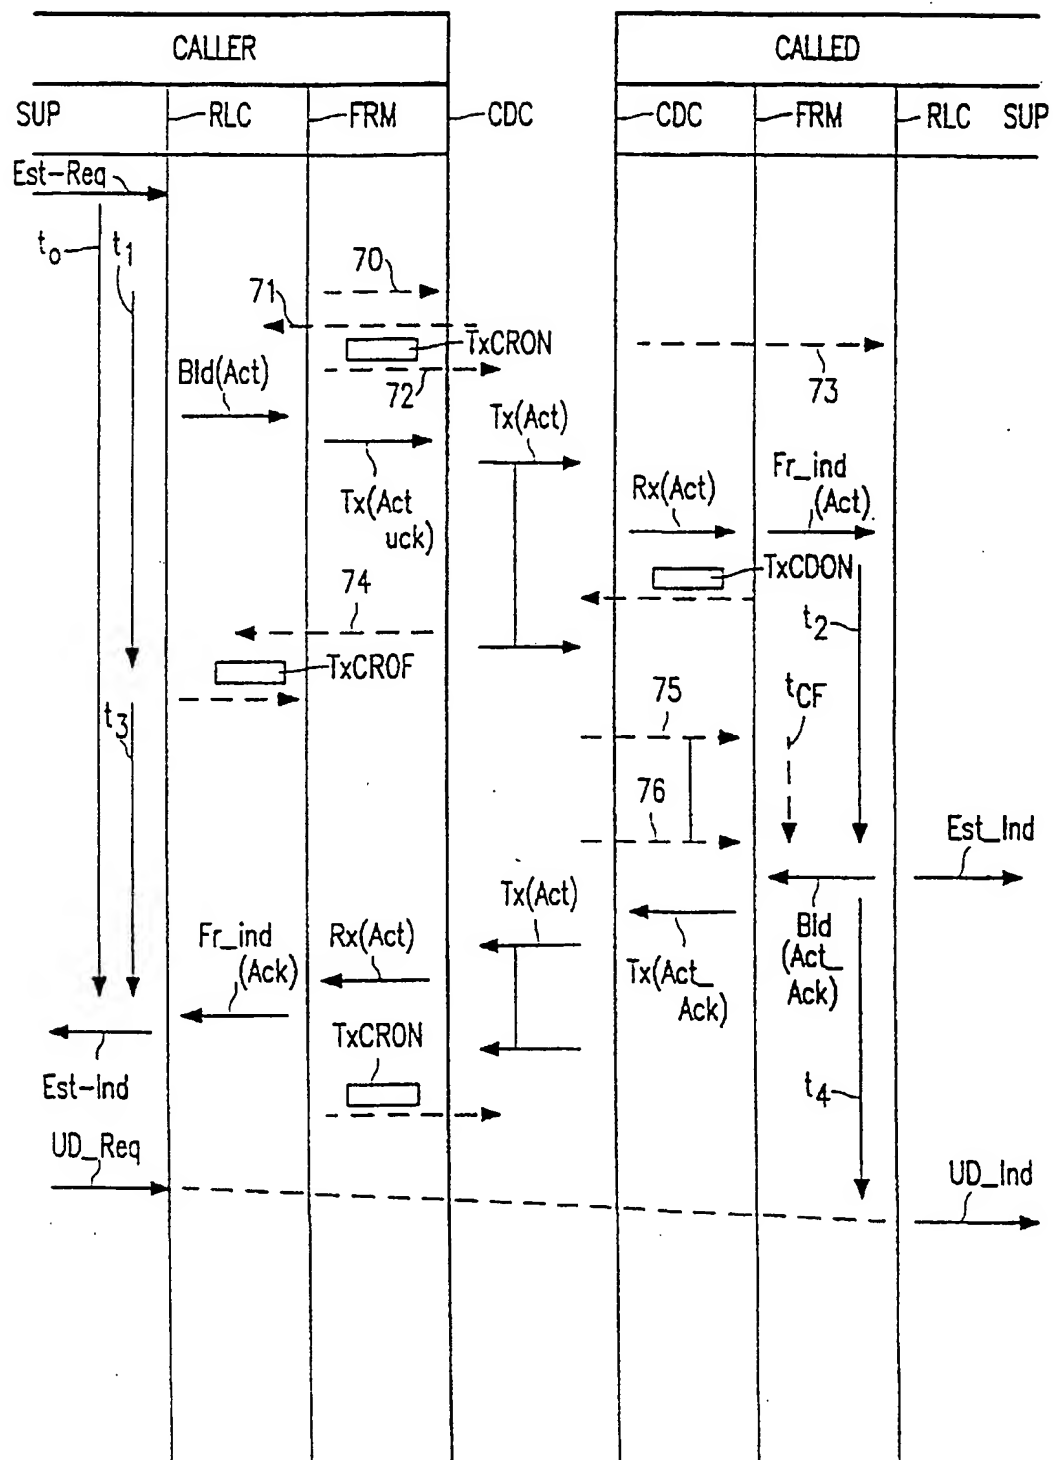 CALLER CALLED
SUP RLC FRM CDC CDC FRM RLC SUP
Est-Req
t0 t1 70
71
TxCRON
73
Bld(Act) 72
Tx(Act)
Fr_ind
(Act)
Rx(Act)
Tx(Act
uck)
TxCDON
74
t2
TxCROF
75 tCF
t3
76
Est_Ind
Tx(Act)
Bld
(Act_
Ack)
Fr_ind
(Ack)
Rx(Act)
Tx(Act_
Ack)
TxCRON
Est-Ind
t4
UD_Req
UD_Ind